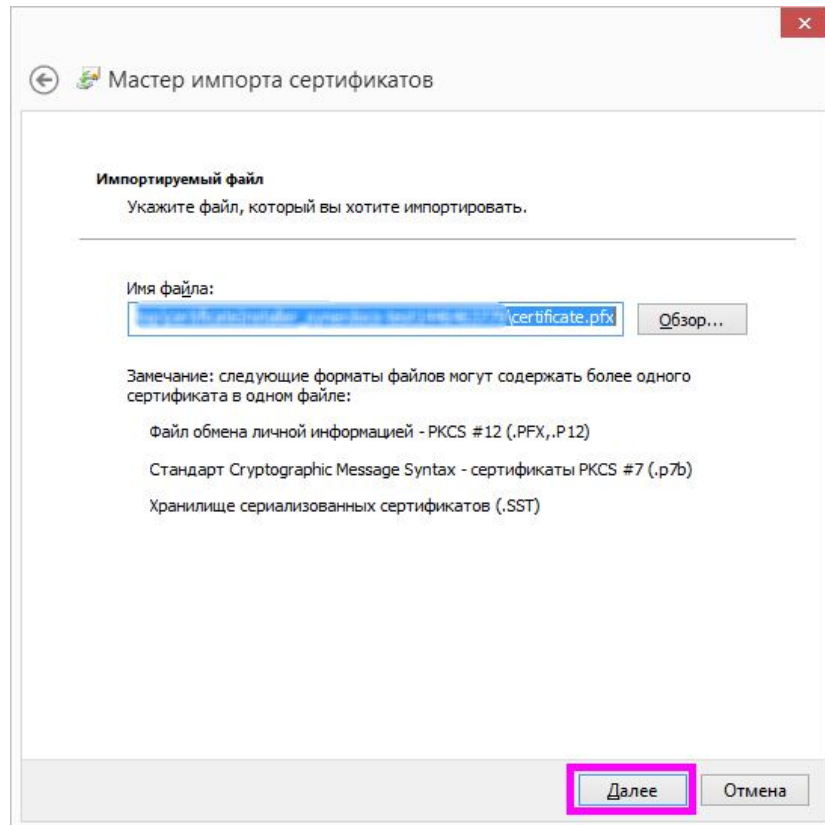 Мастер импорта сертификатов
Импортируемый файл
Укажите файл, который вы хотите импортировать.
Имя файла:
\certificate.pfx
Обзор...
Замечание: следующие форматы файлов могут содержать более одного
сертификата в одном файле:
Файл обмена личной информацией - PKCS #12 (.PFX,.P12)
Стандарт Cryptographic Message Syntax - сертификаты PKCS #7 (.p7b)
Хранилище сериализованных сертификатов (.SST)
Далее
Отмена